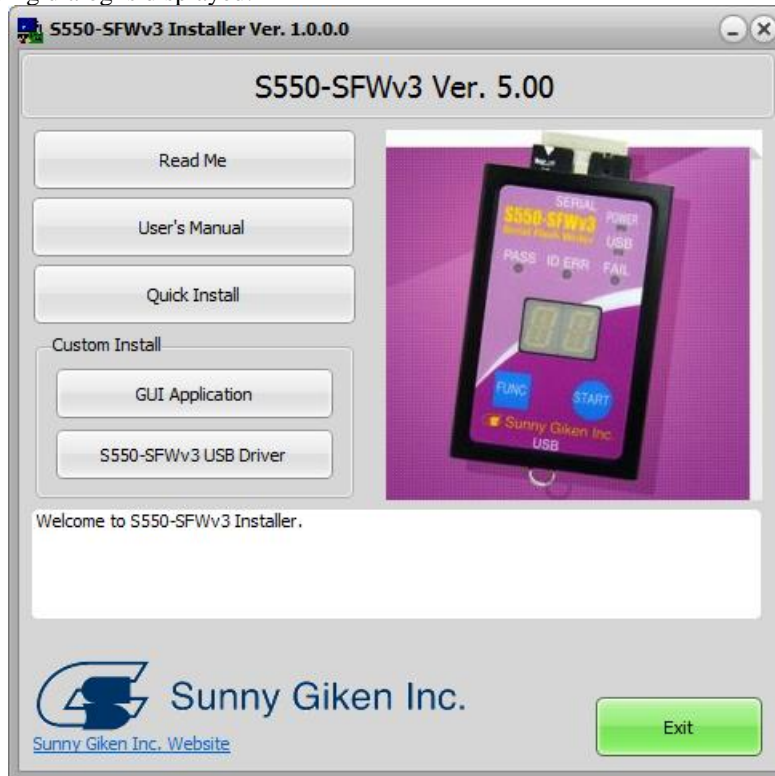 S550-SFWv3 Installer Ver. 1.0.0.0
S550-SFWv3 Ver. 5.00
Read Me
User's Manual
Quick Install
Custom Install
GUI Application
S550-SFWv3 USB Driver
SERIAL
S550-SFWv3
Serial Flash Writer
POWER
USB
PASS ID ERR FAIL
FUNC
START
Sunny Giken Inc.
USB
Welcome to S550-SFWv3 Installer.
Sunny Giken Inc.
Sunny Giken Inc. Website
Exit